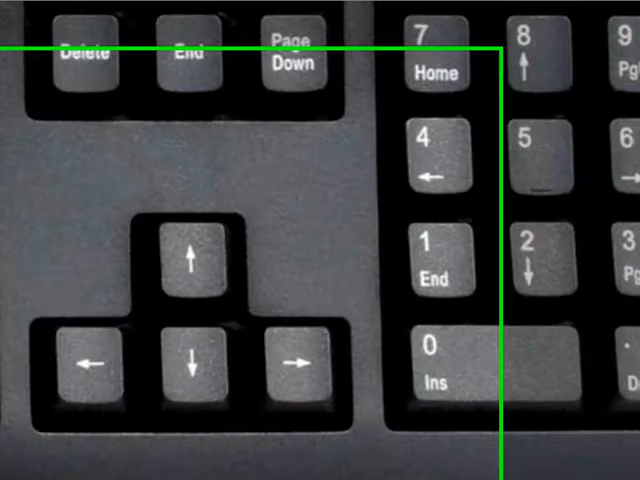 Delete
End
Page
Down
7
Home
8
↑
9
4
←
5
6
→
↑
1
End
2
↓
3
←
↓
→
0
Ins
.